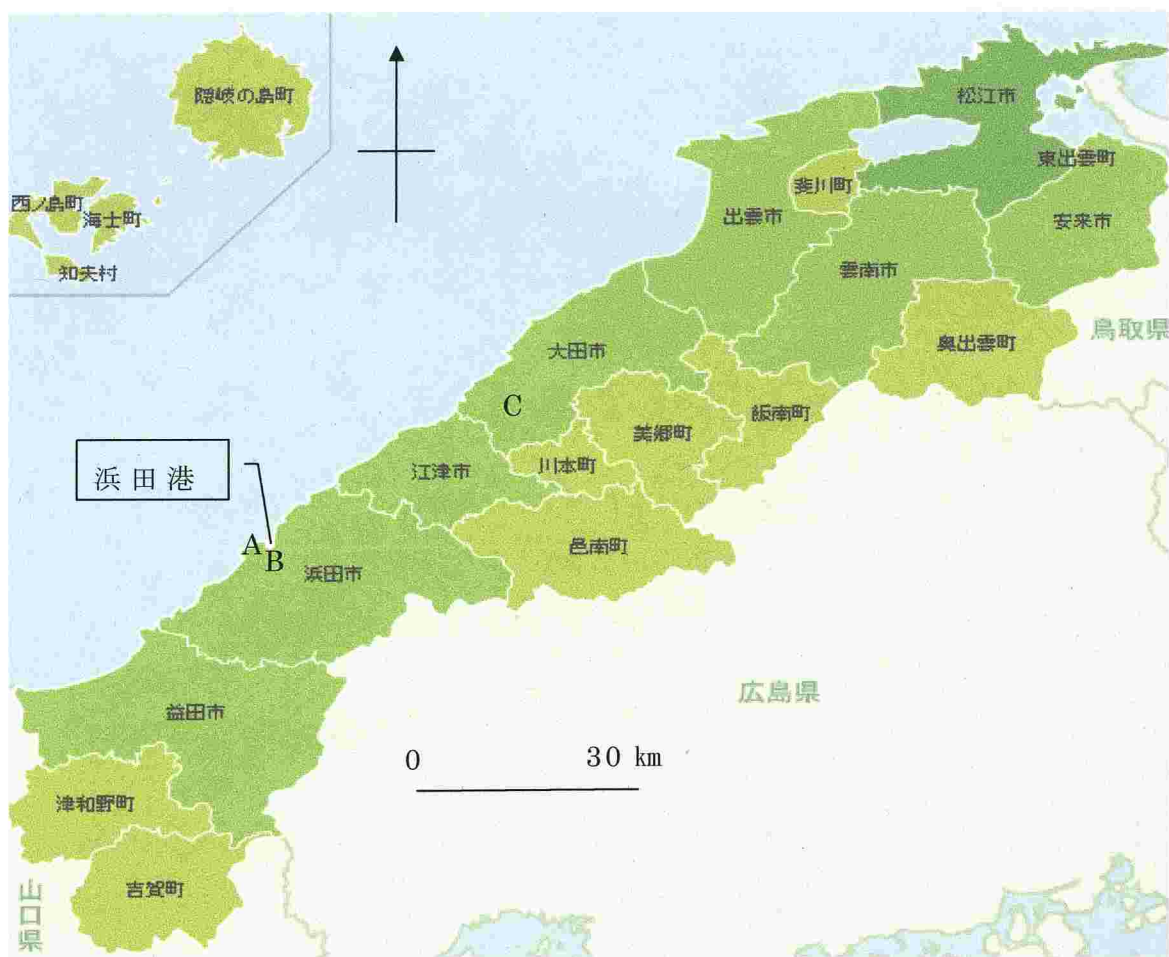 隠岐の島町
西ノ島町
海士町
知夫村
松江市
東出雲町
安来市
斐川町
出雲市
雲南市
奥出雲町
鳥取県
大田市
C
飯南町
美郷町
川本町
江津市
邑南町
浜田港
A
B
浜田市
益田市
広島県
0 30 km
津和野町
吉賀町
山口県